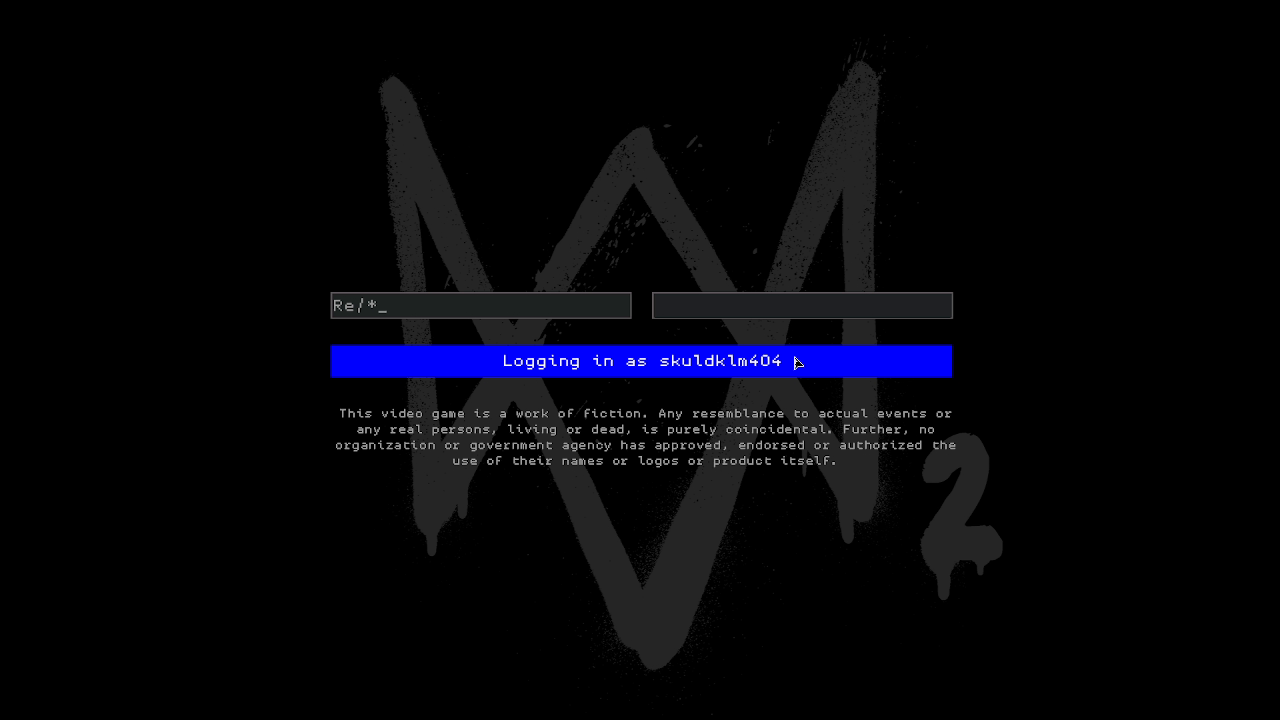 Re/*_
Logging in as skuldklm404
This video game is a work of fiction. Any resemblance to actual events or
any real persons, living or dead, is purely coincidental. Further, no
organization or government agency has approved, endorsed or authorized the
use of their names or logos or product itself.
2